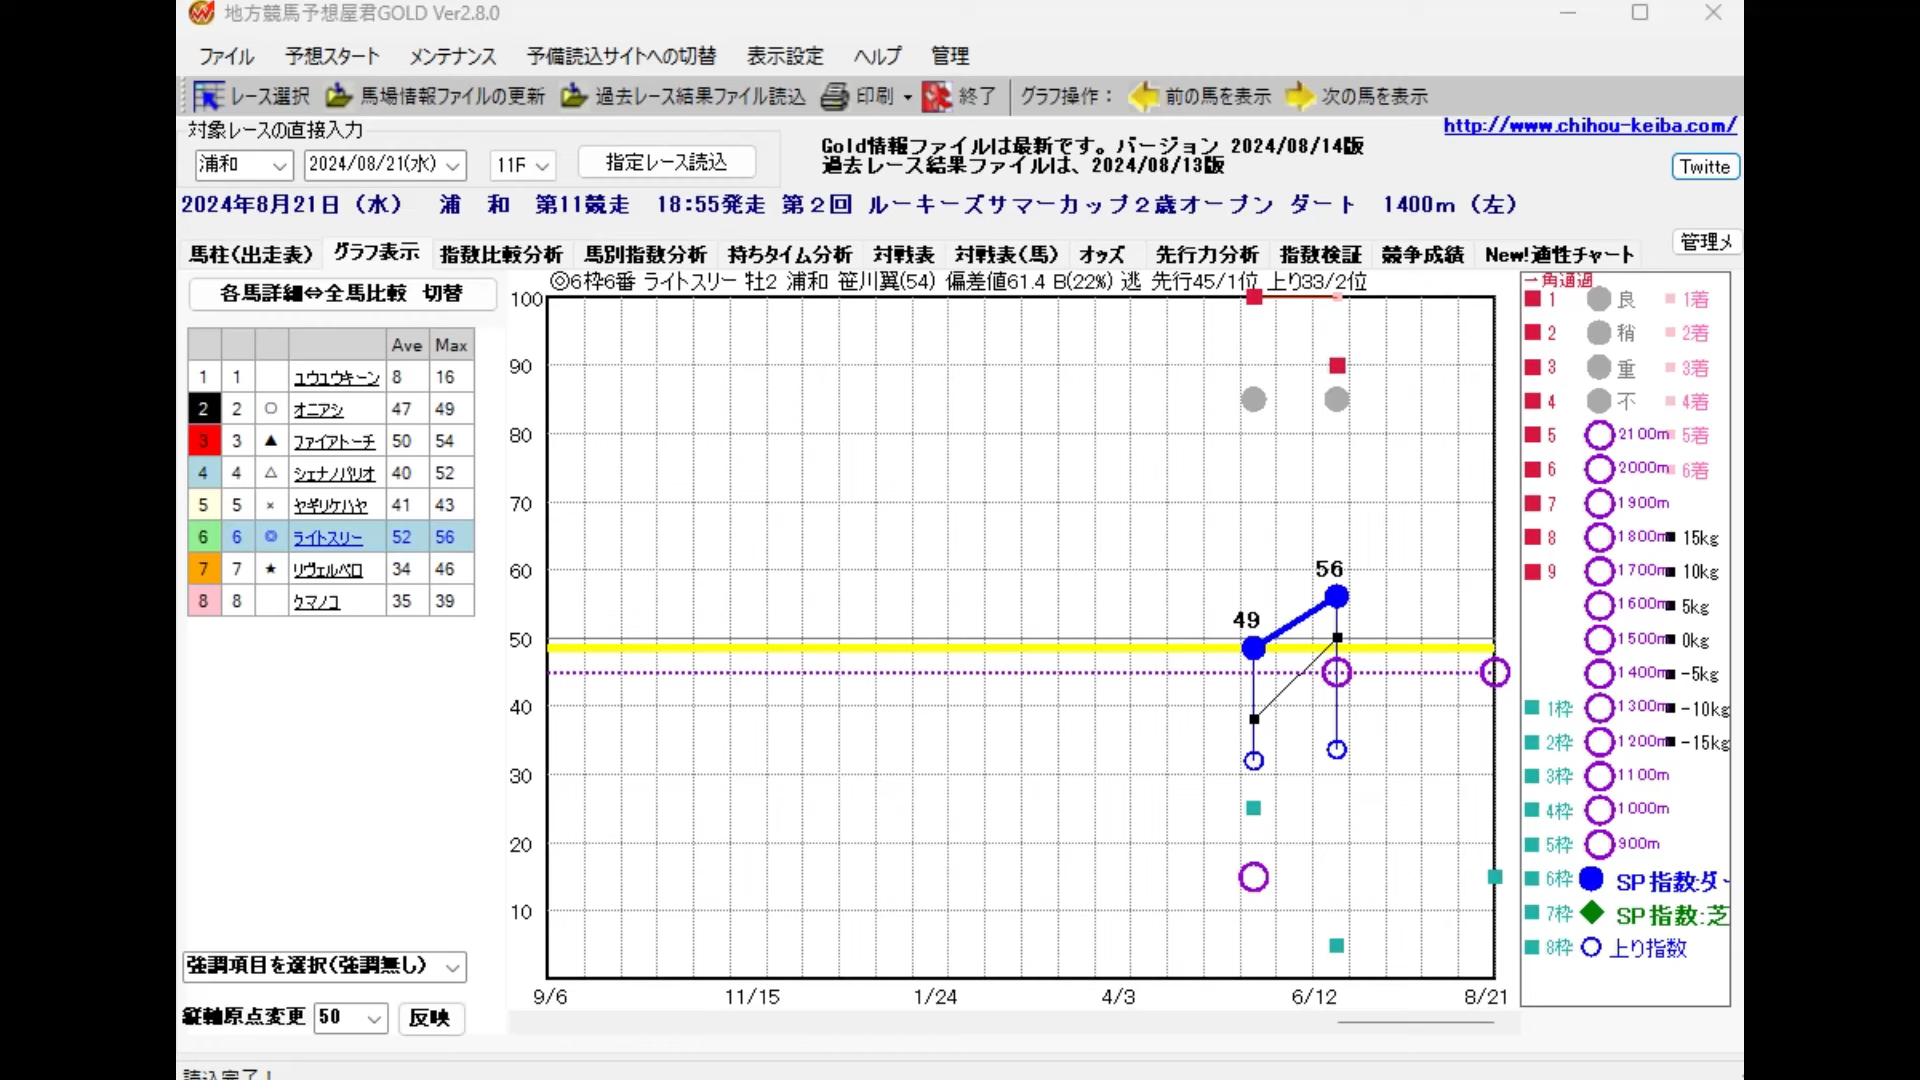 地方競馬予想屋君GOLD Ver2.8.0
ファイル 予想スタート メンテナンス 予備読込サイトへの切替 表示設定 ヘルプ 管理
レース選択 馬場情報ファイルの更新 過去レース結果ファイル読込 印刷 終了 グラフ操作： 前の馬を表示 次の馬を表示
対象レースの直接入力
http://www.chihou-keiba.com/
浦和 2024/08/21(水) 11R 指定レース読込
Gold情報ファイルは最新です。バージョン 2024/08/14版
過去レース結果ファイルは、2024/08/13版
Twitte
2024年8月21日（水） 浦 和 第11競走 18:55発走 第２回 ルーキーズサマーカップ２歳オープン ダート 1400m（左）
管理メ
馬柱(出走表) グラフ表示 指数比較分析 馬別指数分析 持ちタイム分析 対戦表 対戦表(馬) オッズ 先行力分析 指数検証 競争成績 New!適性チャート
各馬詳細⇔全馬比較 切替
◎6枠6番 ライトスリー 牡2 浦和 笹川翼(54) 偏差値61.4 B(22%) 逃 先行45/1位 上り33/2位
Ave Max
1 1 ユウユウキーン 8 16
2 2 ○ オニアシ 47 49
3 3 ▲ ファイアトーチ 50 54
4 4 △ シェナノパリオ 40 52
5 5 × ヤギリケハヤ 41 43
6 6 ◎ ライトスリー 52 56
7 7 ★ リヴェルベロ 34 46
8 8 クマノコ 35 39
100
90
80
70
60
50
40
30
20
10
49
56
9/6 11/15 1/24 4/3 6/12 8/21
一角通過
1 良 1着
2 稍 2着
3 重 3着
4 不 4着
5 2100m 5着
6 2000m 6着
7 1900m
8 1800m 15kg
9 1700m 10kg
1600m 5kg
1500m 0kg
1400m -5kg
1枠 1300m -10kg
2枠 1200m -15kg
3枠 1100m
4枠 1000m
5枠 900m
6枠 SP指数:ダ
7枠 SP指数:芝
8枠 上り指数
強調項目を選択(強調無し)
縦軸原点変更 50 反映
読込完了！